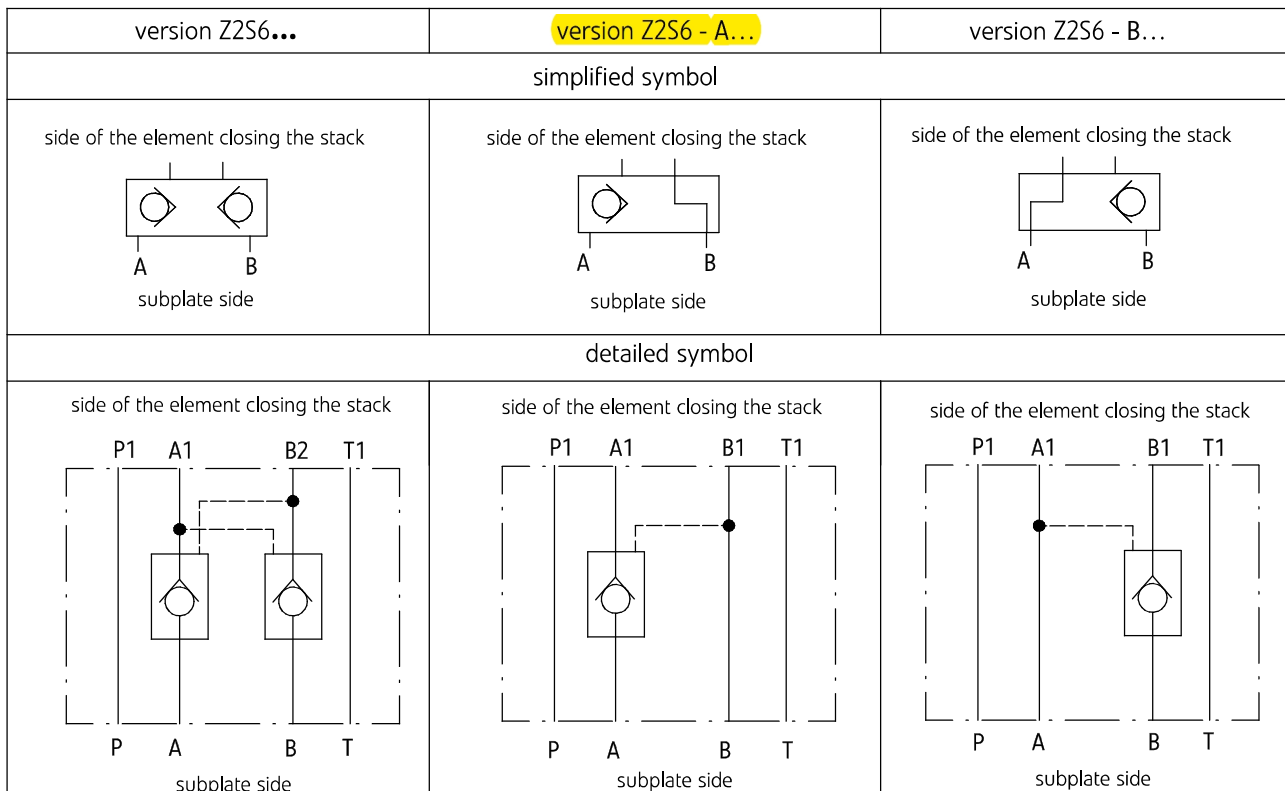 version Z2S6...
version Z2S6 - A...
version Z2S6 - B...
simplified symbol
side of the element closing the stack
A B
subplate side
side of the element closing the stack
A B
subplate side
side of the element closing the stack
A B
subplate side
detailed symbol
side of the element closing the stack
P1 A1 B2 T1
P A B T
subplate side
side of the element closing the stack
P1 A1 B1 T1
P A B T
subplate side
side of the element closing the stack
P1 A1 B1 T1
P A B T
subplate side